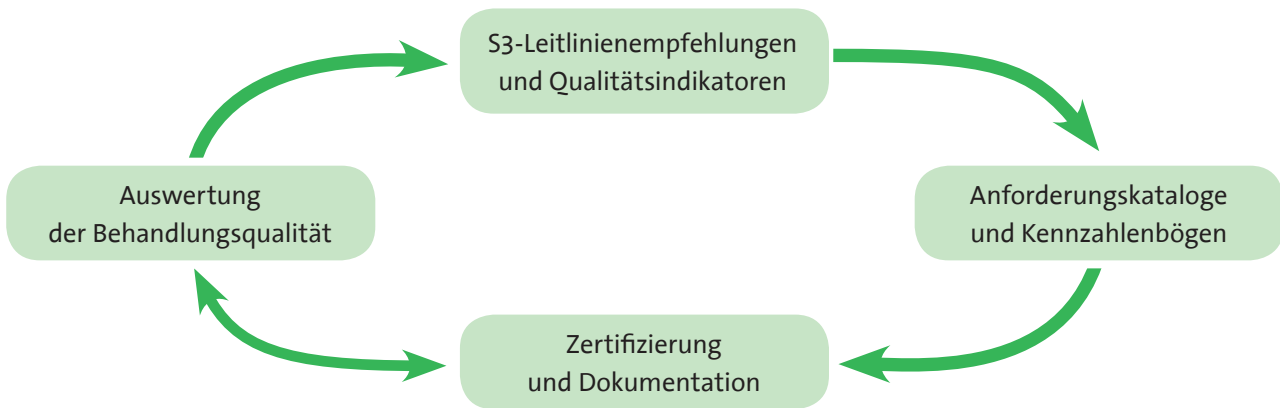 S3-Leitlinienempfehlungen
und Qualitätsindikatoren
Auswertung
der Behandlungsqualität
Anforderungskataloge
und Kennzahlenbögen
Zertifizierung
und Dokumentation